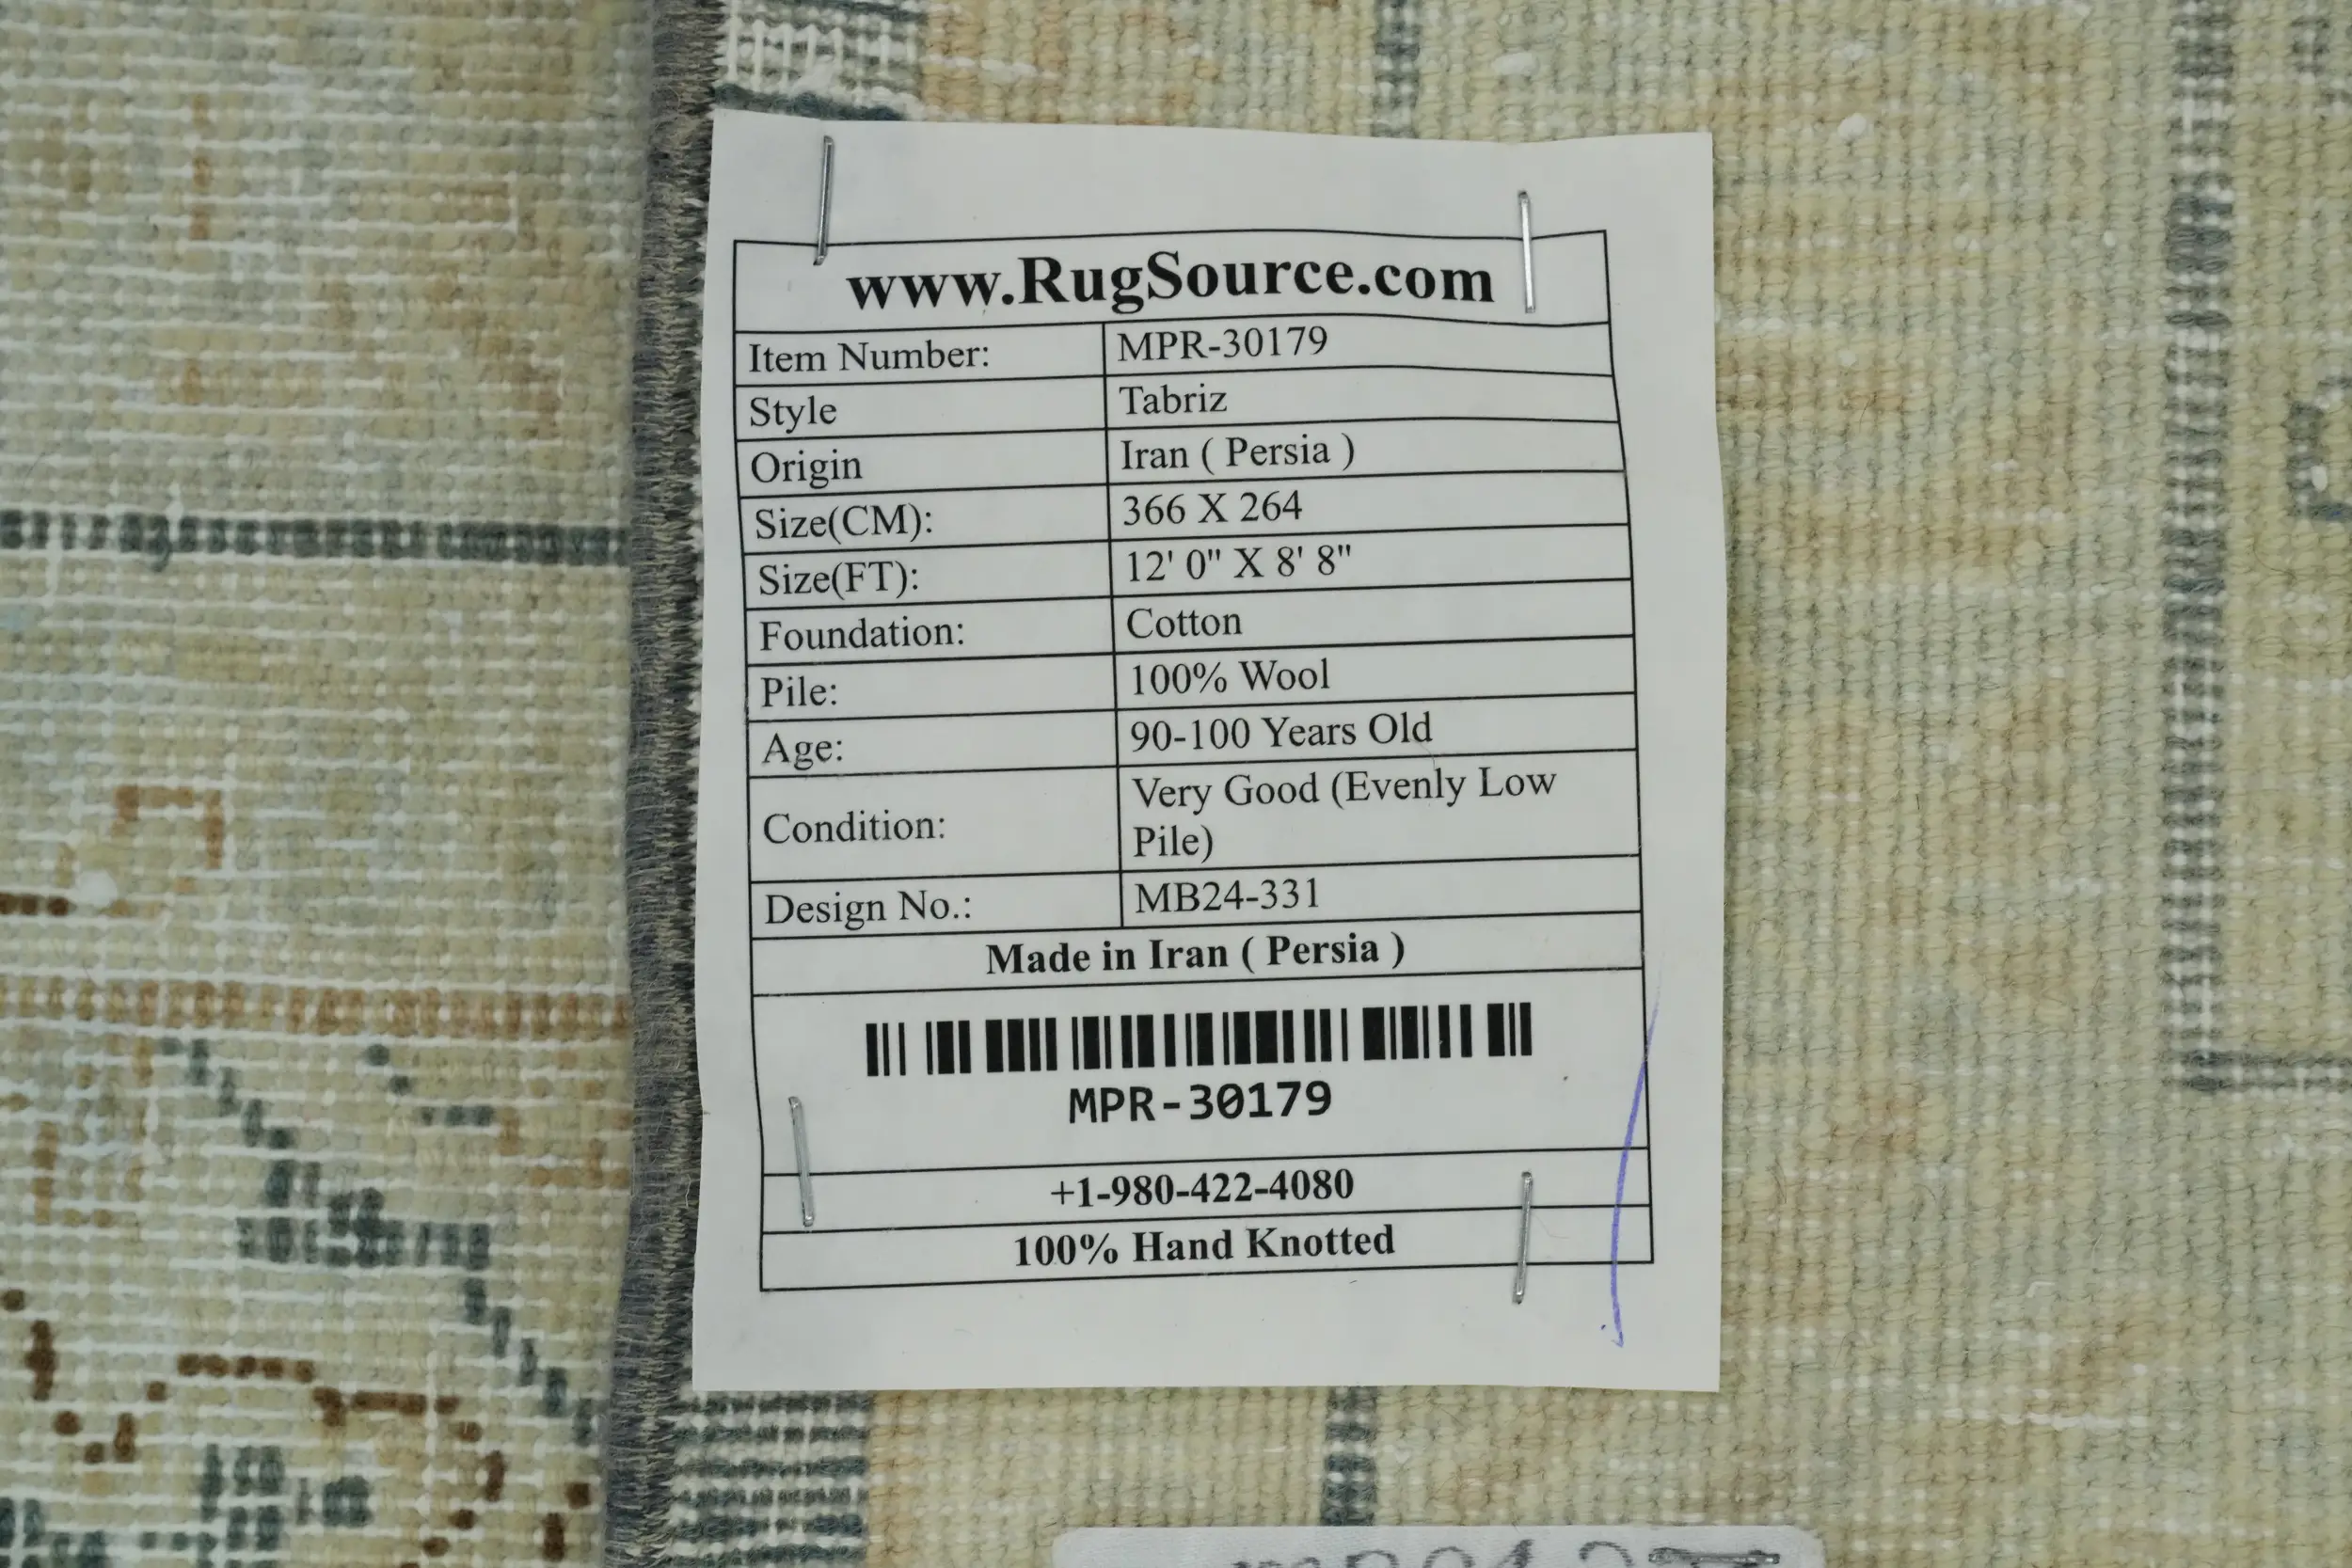 www.RugSource.com
Item Number: MPR-30179
Style Tabriz
Origin Iran ( Persia )
Size(CM): 366 X 264
Size(FT): 12' 0" X 8' 8"
Foundation: Cotton
Pile: 100% Wool
Age: 90-100 Years Old
Condition: Very Good (Evenly Low
Pile)
Design No.: MB24-331
Made in Iran ( Persia )
MPR-30179
+1-980-422-4080
100% Hand Knotted